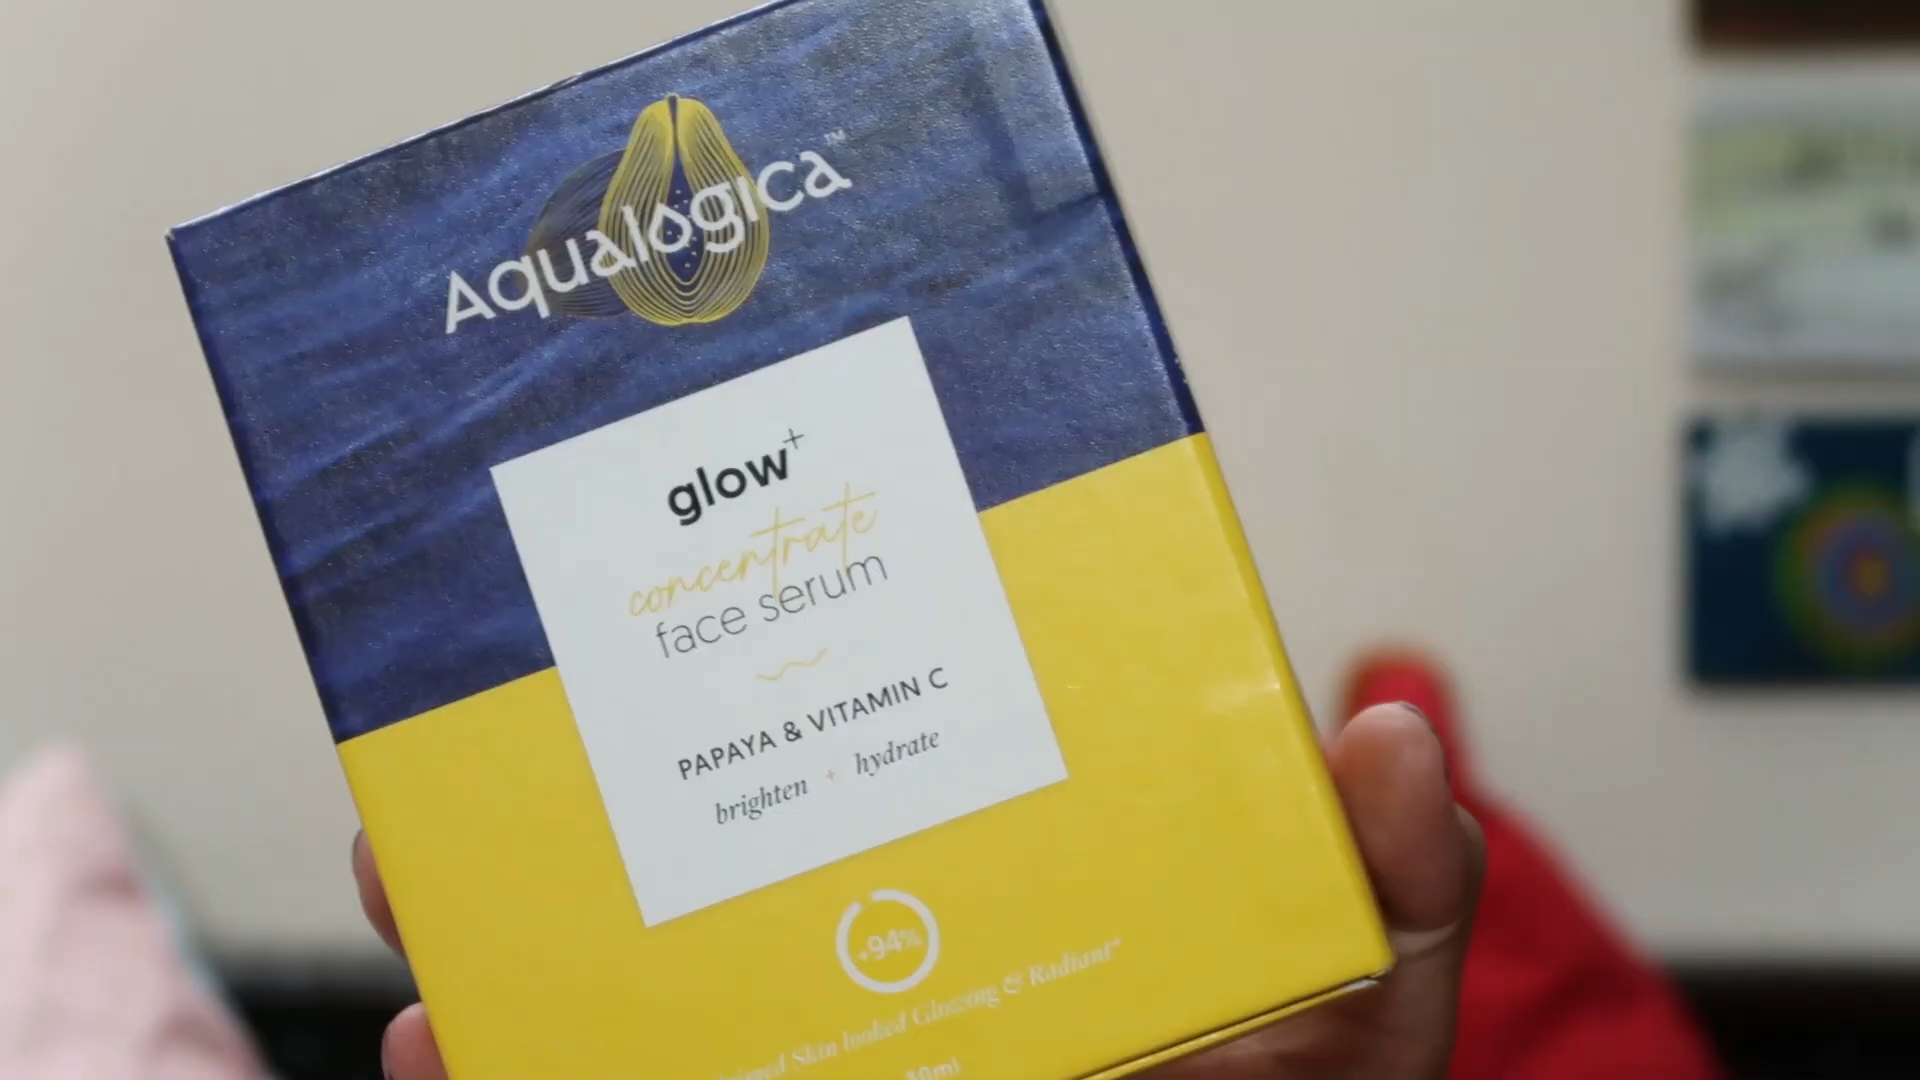 Aqualogica™
glow+
concentrate
face serum
PAPAYA & VITAMIN C
brighten + hydrate
+94%
Skin looked Glowing & Radiant*